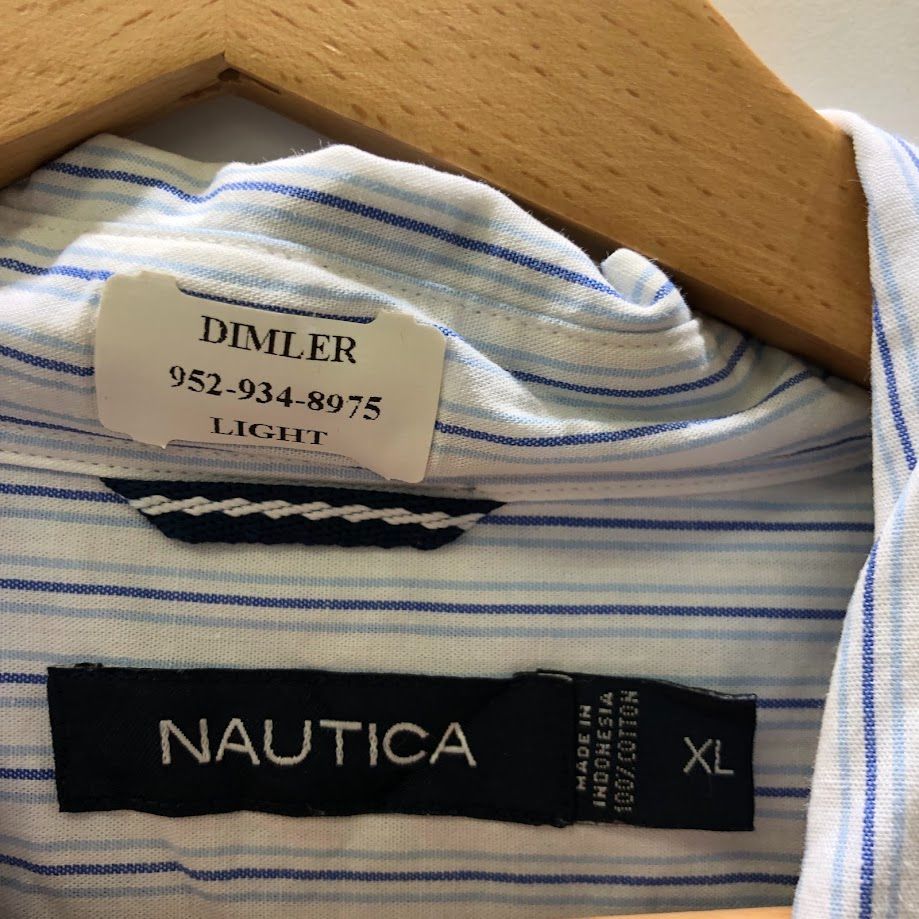 DIMLER
952-934-8975
LIGHT
NAUTICA
MADE IN
INDONESIA
100% COTTON
XL